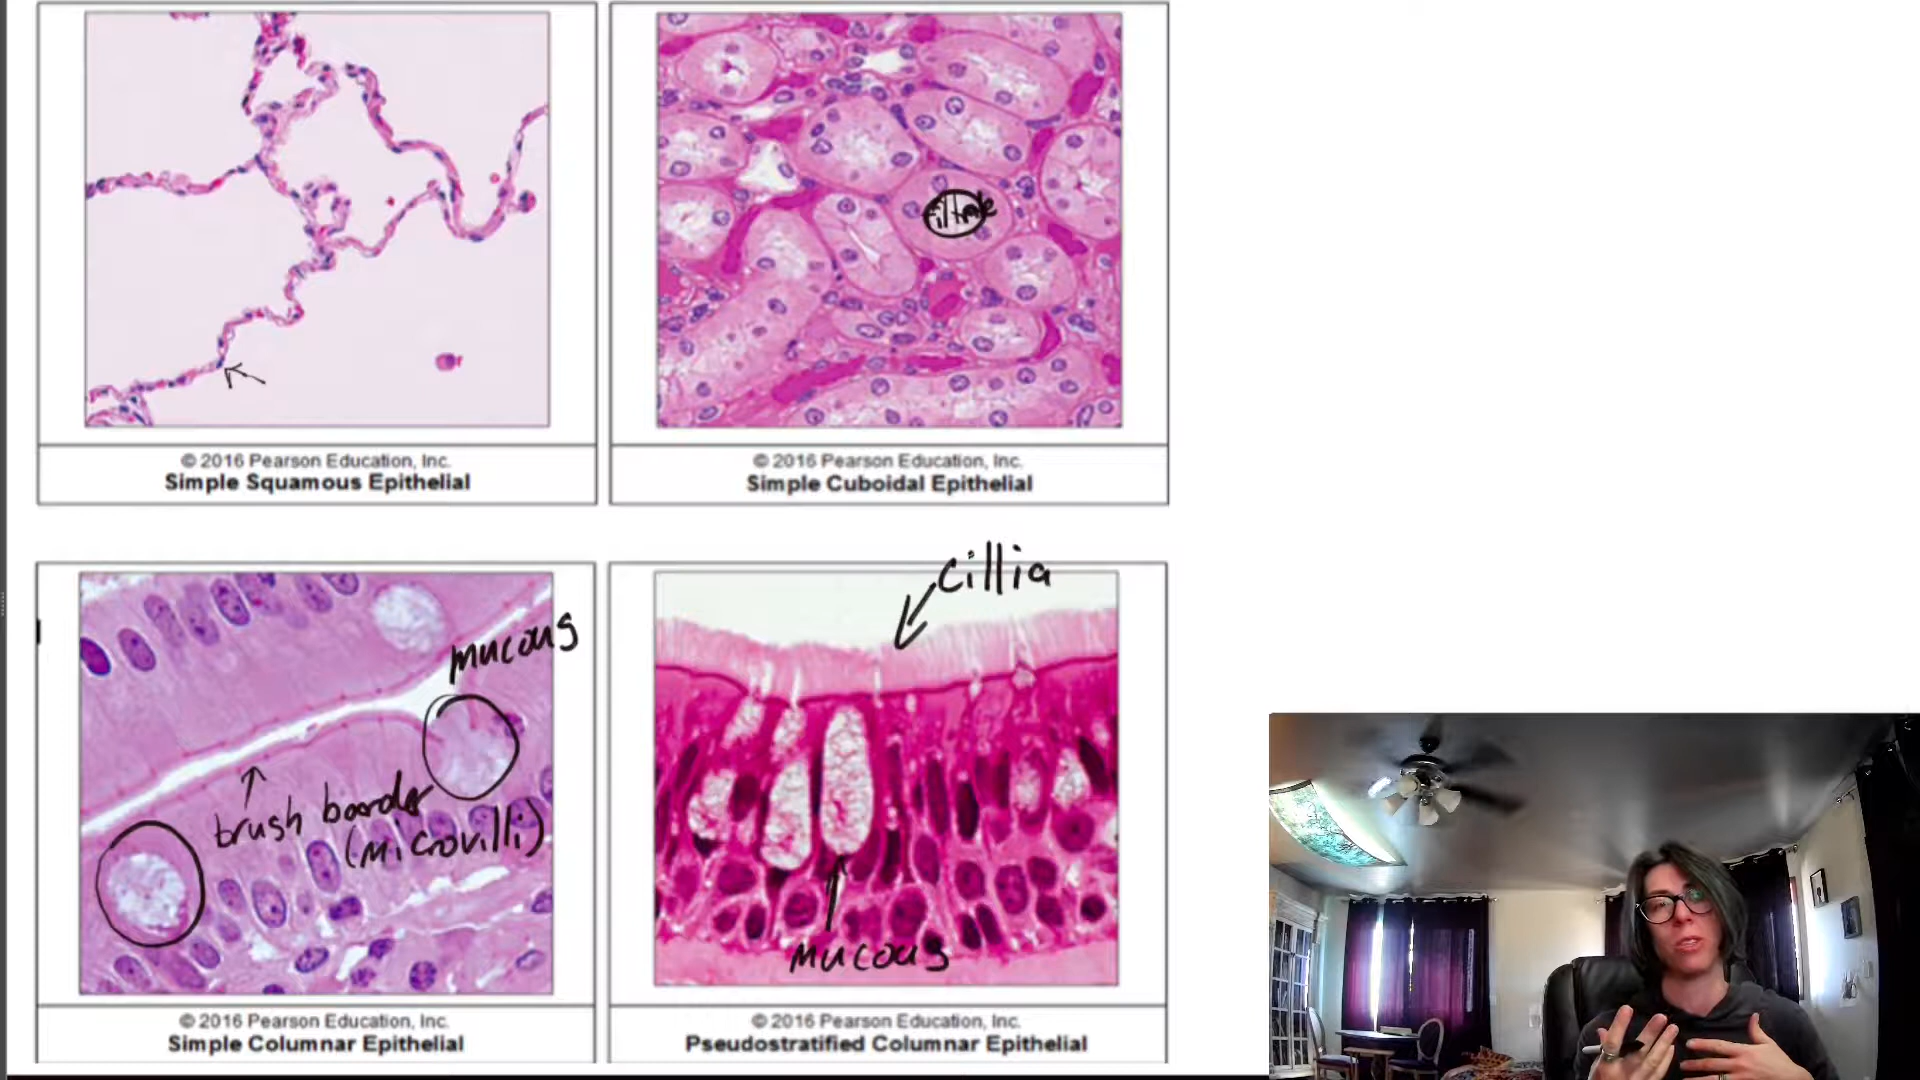 filtrate
© 2016 Pearson Education, Inc.
Simple Squamous Epithelial
© 2016 Pearson Education, Inc.
Simple Cuboidal Epithelial
mucous
brush boarder
(microvilli)
© 2016 Pearson Education, Inc.
Simple Columnar Epithelial
cillia
mucous
© 2016 Pearson Education, Inc.
Pseudostratified Columnar Epithelial